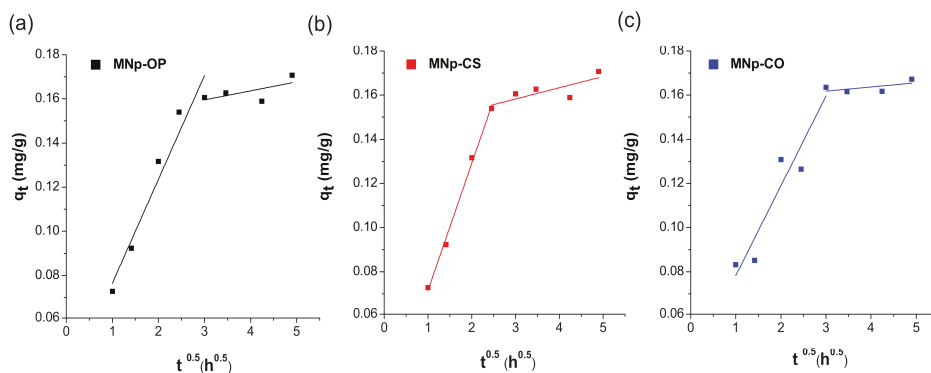 (a)
MNp-OP
qt (mg/g)
0.18
0.16
0.14
0.12
0.10
0.08
0.06
0 1 2 3 4 5
t 0.5(h0.5)
(b)
MNp-CS
qt (mg/g)
0.18
0.16
0.14
0.12
0.10
0.08
0.06
0 1 2 3 4 5
t0.5(h0.5)
(c)
MNp-CO
qt (mg/g)
0.18
0.16
0.14
0.12
0.10
0.08
0.06
0 1 2 3 4 5
t 0.5(h0.5)